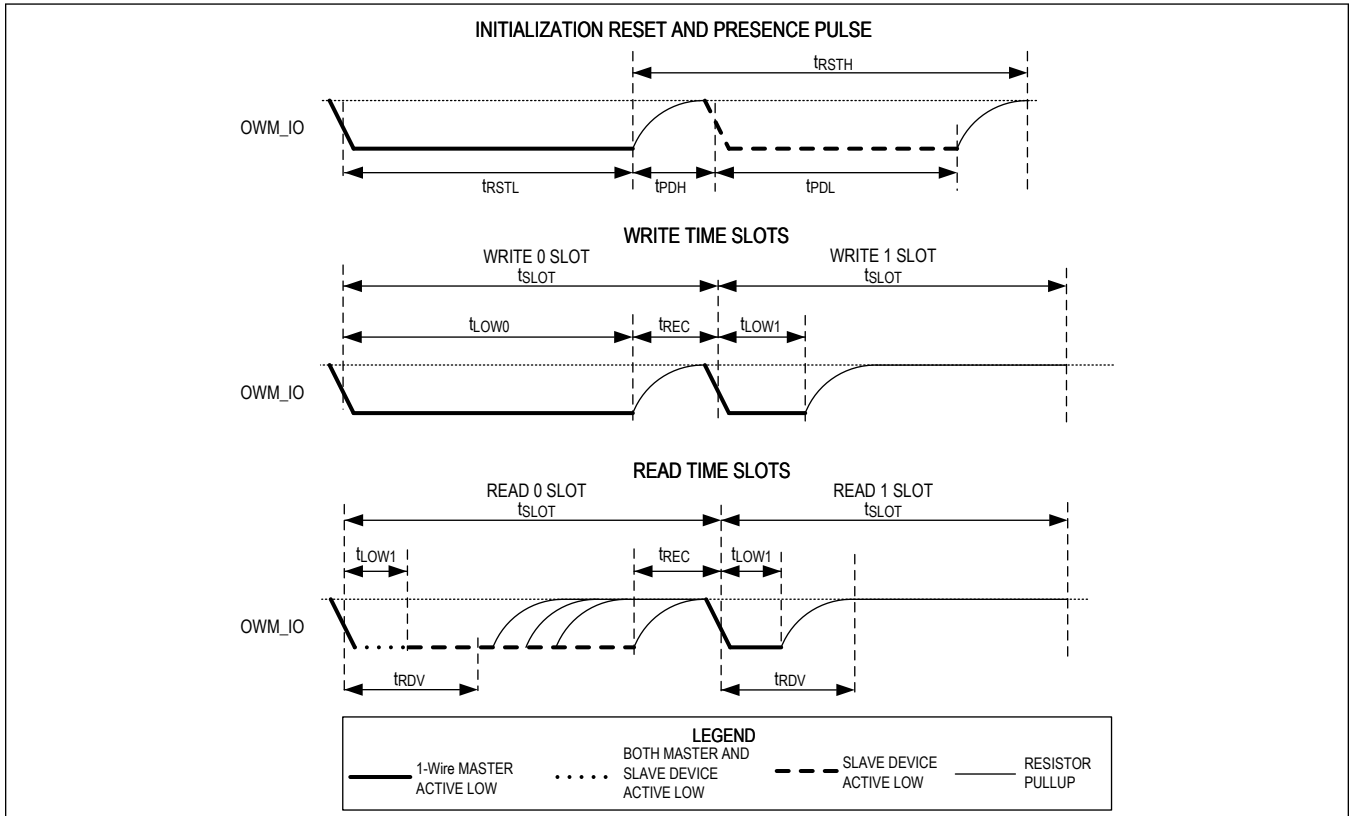 INITIALIZATION RESET AND PRESENCE PULSE
tRSTH
OWM_IO
tRSTL tPDH tPDL
WRITE TIME SLOTS
WRITE 0 SLOT WRITE 1 SLOT
tSLOT tSLOT
tLOW0 tREC tLOW1
OWM_IO
READ TIME SLOTS
READ 0 SLOT READ 1 SLOT
tSLOT tSLOT
tLOW1 tREC tLOW1
OWM_IO
tRDV tRDV
LEGEND
1-Wire MASTER
ACTIVE LOW
BOTH MASTER AND
SLAVE DEVICE
ACTIVE LOW
SLAVE DEVICE
ACTIVE LOW
RESISTOR
PULLUP